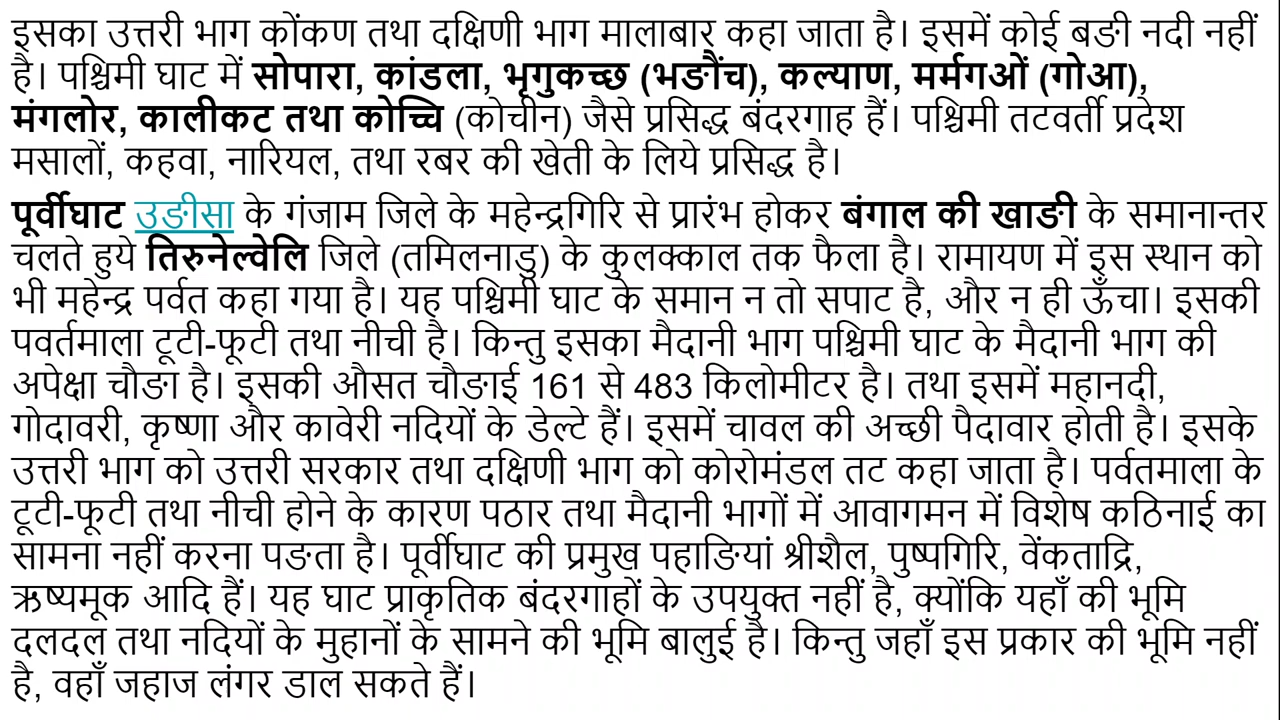 इसका उत्तरी भाग कोंकण तथा दक्षिणी भाग मालाबार कहा जाता है। इसमें कोई बङी नदी नहीं
है। पश्चिमी घाट में सोपारा, कांडला, भृगुकच्छ (भङौंच), कल्याण, मर्मगओं (गोआ),
मंगलोर, कालीकट तथा कोच्चि (कोचीन) जैसे प्रसिद्ध बंदरगाह हैं। पश्चिमी तटवर्ती प्रदेश
मसालों, कहवा, नारियल, तथा रबर की खेती के लिये प्रसिद्ध है।
पूर्वीघाट उङीसा के गंजाम जिले के महेन्द्रगिरि से प्रारंभ होकर बंगाल की खाङी के समानान्तर
चलते हुये तिरुनेल्वेलि जिले (तमिलनाडु) के कुलक्काल तक फैला है। रामायण में इस स्थान को
भी महेन्द्र पर्वत कहा गया है। यह पश्चिमी घाट के समान न तो सपाट है, और न ही ऊँचा। इसकी
पवर्तमाला टूटी-फूटी तथा नीची है। किन्तु इसका मैदानी भाग पश्चिमी घाट के मैदानी भाग की
अपेक्षा चौङा है। इसकी औसत चौङाई 161 से 483 किलोमीटर है। तथा इसमें महानदी,
गोदावरी, कृष्णा और कावेरी नदियों के डेल्टे हैं। इसमें चावल की अच्छी पैदावार होती है। इसके
उत्तरी भाग को उत्तरी सरकार तथा दक्षिणी भाग को कोरोमंडल तट कहा जाता है। पर्वतमाला के
टूटी-फूटी तथा नीची होने के कारण पठार तथा मैदानी भागों में आवागमन में विशेष कठिनाई का
सामना नहीं करना पङता है। पूर्वीघाट की प्रमुख पहाङियां श्रीशैल, पुष्पगिरि, वेंकताद्रि,
ऋष्यमूक आदि हैं। यह घाट प्राकृतिक बंदरगाहों के उपयुक्त नहीं है, क्योंकि यहाँ की भूमि
दलदल तथा नदियों के मुहानों के सामने की भूमि बालुई है। किन्तु जहाँ इस प्रकार की भूमि नहीं
है, वहाँ जहाज लंगर डाल सकते हैं।